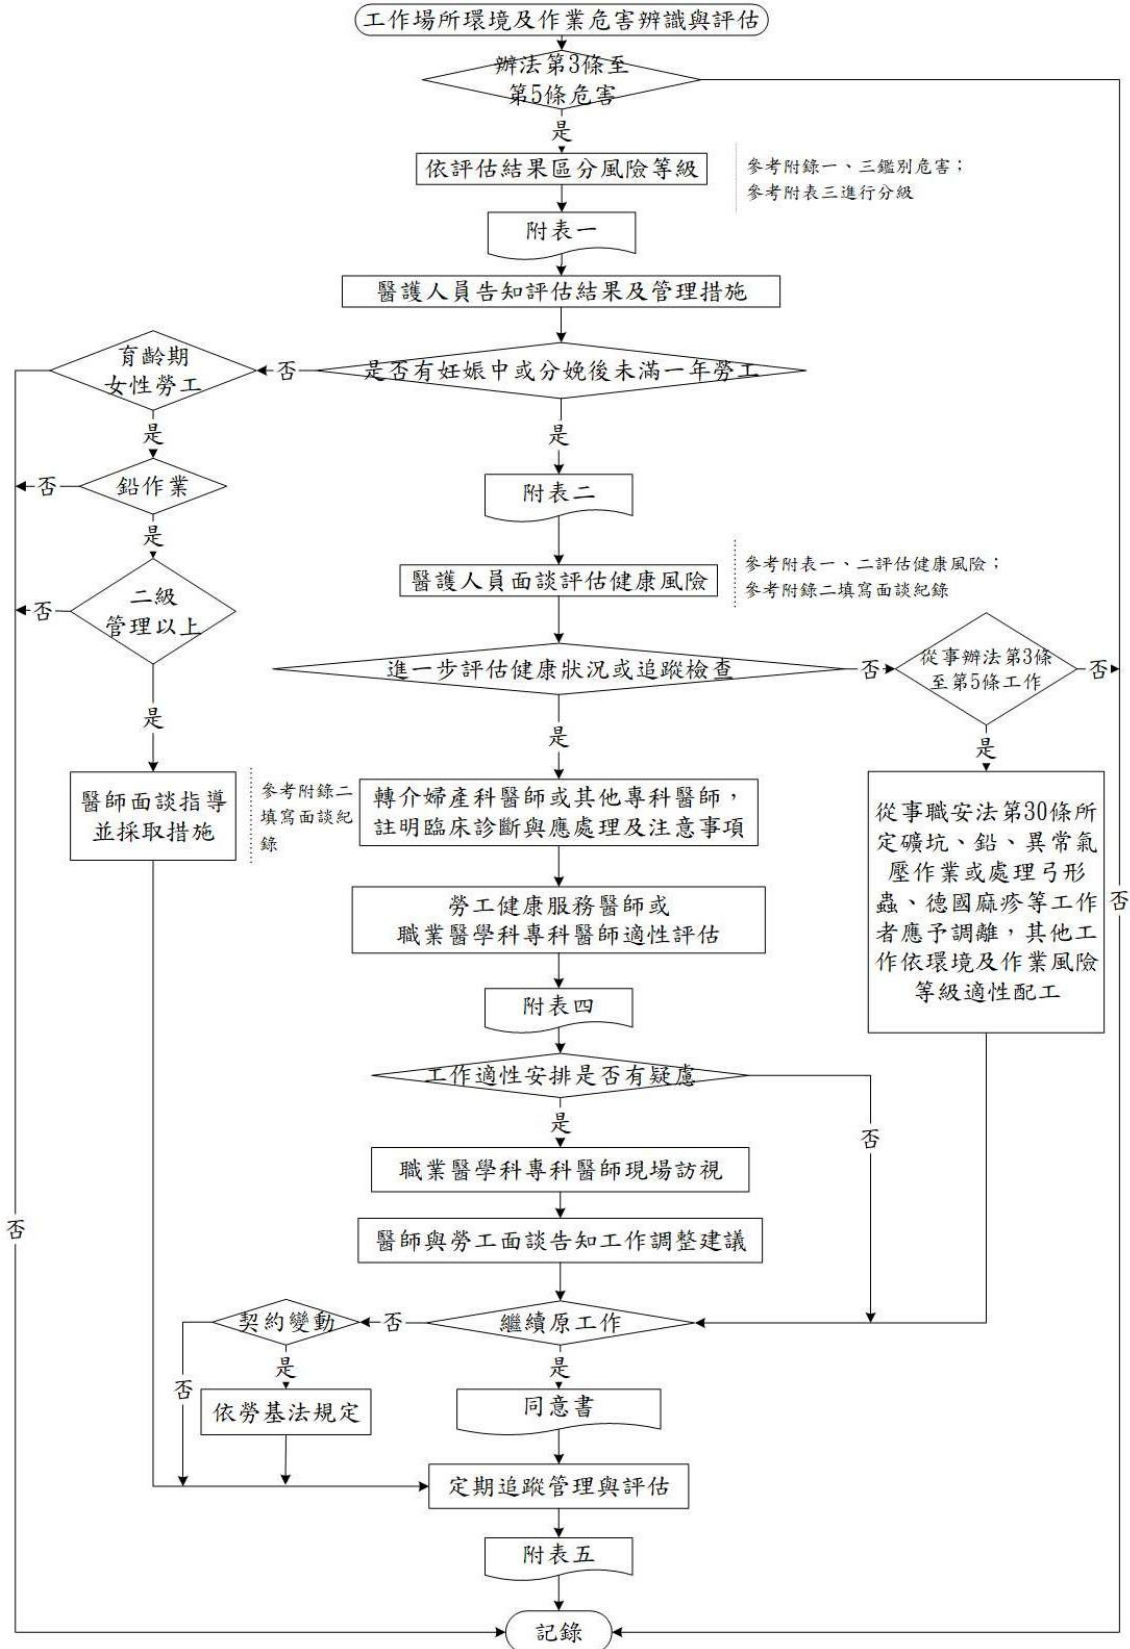 工作場所環境及作業危害辨識與評估
辦法第3條至
第5條危害
是
依評估結果區分風險等級
參考附錄一、三鑑別危害；
參考附表三進行分級
附表一
醫護人員告知評估結果及管理措施
育齡期
女性勞工
否
是否有妊娠中或分娩後未滿一年勞工
是
是
否
鉛作業
附表二
是
醫護人員面談評估健康風險
參考附表一、二評估健康風險；
參考附錄二填寫面談紀錄
否
二級
管理以上
進一步評估健康狀況或追蹤檢查
否
從事辦法第3條
至第5條工作
否
是
是
是
醫師面談指導
並採取措施
參考附錄二
填寫面談紀
錄
轉介婦產科醫師或其他專科醫師，
註明臨床診斷與應處理及注意事項
從事職安法第30條所
定礦坑、鉛、異常氣
壓作業或處理弓形
蟲、德國麻疹等工作
者應予調離，其他工
作依環境及作業風險
等級適性配工
否
勞工健康服務醫師或
職業醫學科專科醫師適性評估
附表四
工作適性安排是否有疑慮
是
否
職業醫學科專科醫師現場訪視
否
醫師與勞工面談告知工作調整建議
契約變動
否
繼續原工作
是
是
否
依勞基法規定
同意書
定期追蹤管理與評估
附表五
記錄